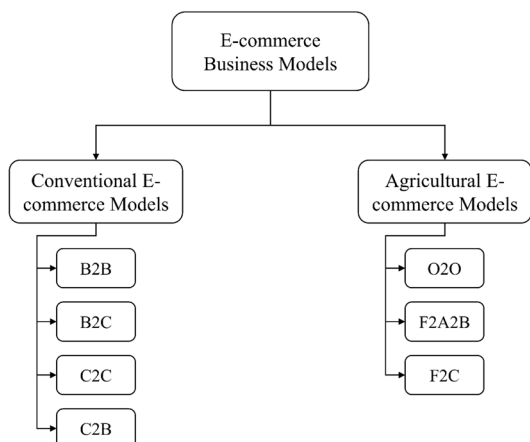 E-commerce
Business Models
Conventional E-
commerce Models
Agricultural E-
commerce Models
B2B
B2C
C2C
C2B
O2O
F2A2B
F2C